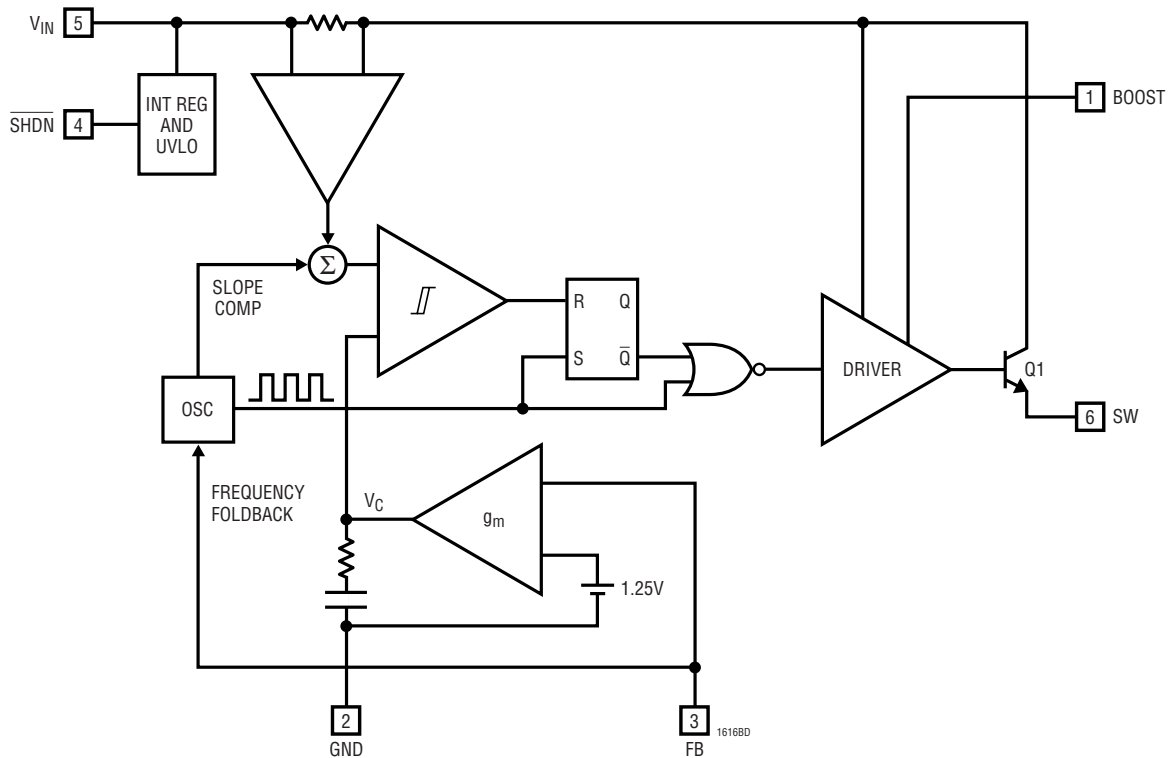 V_IN 5
SHDN 4
INT REG
AND
UVLO
1 BOOST
Σ
SLOPE
COMP
R Q
S Q
DRIVER
Q1
OSC
6 SW
FREQUENCY
FOLDBACK
V_C
g_m
1.25V
2
GND
3
FB
1616BD